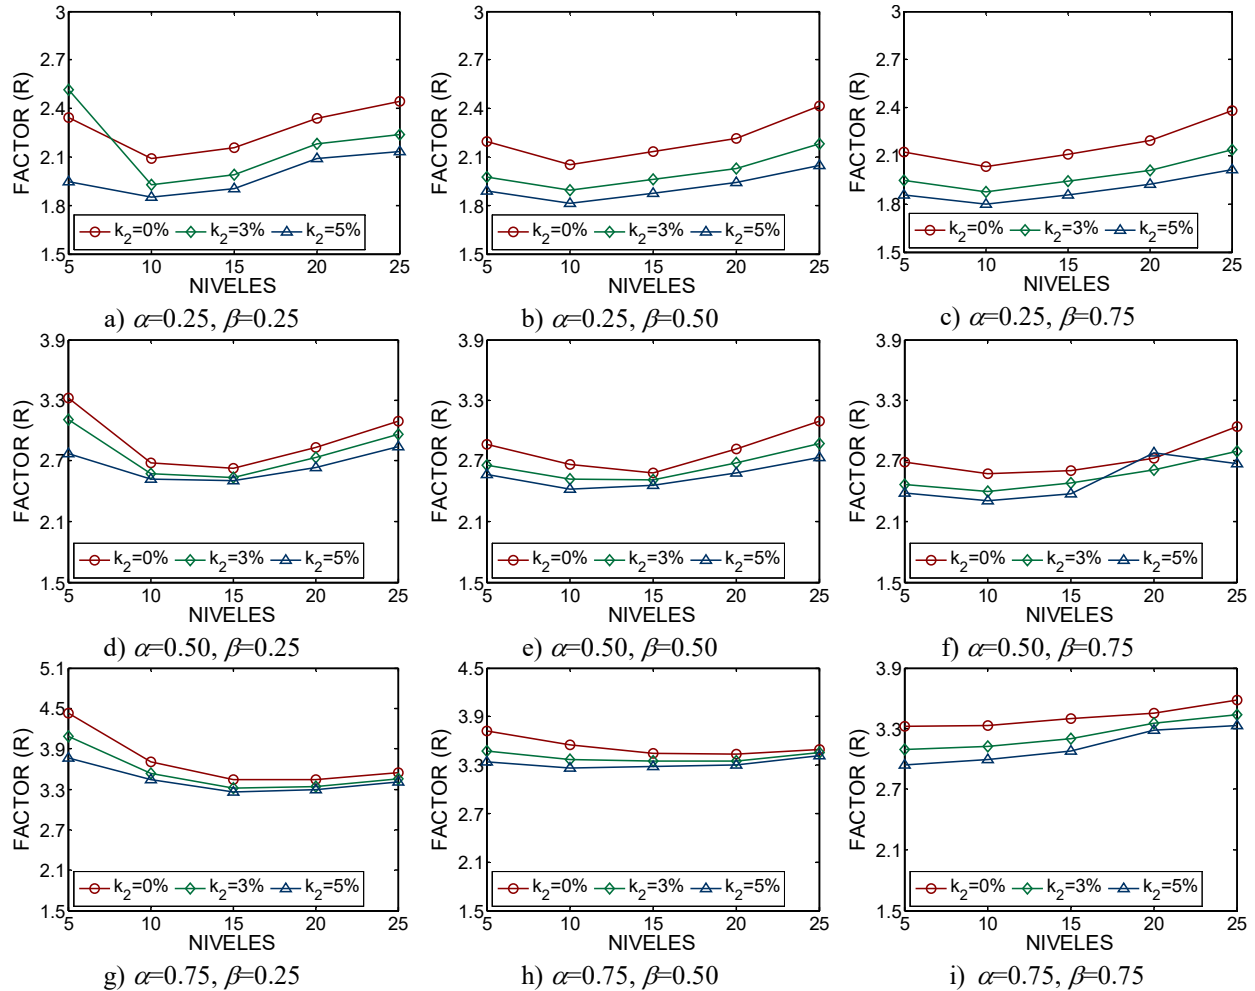 FACTOR (R)
3
2.7
2.4
2.1
1.8
1.5
k2=0% k2=3% k2=5%
5 10 15 20 25
NIVELES
a) α=0.25, β=0.25
FACTOR (R)
3
2.7
2.4
2.1
1.8
1.5
k2=0% k2=3% k2=5%
5 10 15 20 25
NIVELES
b) α=0.25, β=0.50
FACTOR (R)
3
2.7
2.4
2.1
1.8
1.5
k2=0% k2=3% k2=5%
5 10 15 20 25
NIVELES
c) α=0.25, β=0.75
FACTOR (R)
3.9
3.3
2.7
2.1
1.5
k2=0% k2=3% k2=5%
5 10 15 20 25
NIVELES
d) α=0.50, β=0.25
FACTOR (R)
3.9
3.3
2.7
2.1
1.5
k2=0% k2=3% k2=5%
5 10 15 20 25
NIVELES
e) α=0.50, β=0.50
FACTOR (R)
3.9
3.3
2.7
2.1
1.5
k2=0% k2=3% k2=5%
5 10 15 20 25
NIVELES
f) α=0.50, β=0.75
FACTOR (R)
5.1
4.5
3.9
3.3
2.7
2.1
1.5
k2=0% k2=3% k2=5%
5 10 15 20 25
NIVELES
g) α=0.75, β=0.25
FACTOR (R)
4.5
3.9
3.3
2.7
2.1
1.5
k2=0% k2=3% k2=5%
5 10 15 20 25
NIVELES
h) α=0.75, β=0.50
FACTOR (R)
3.9
3.3
2.7
2.1
1.5
k2=0% k2=3% k2=5%
5 10 15 20 25
NIVELES
i) α=0.75, β=0.75